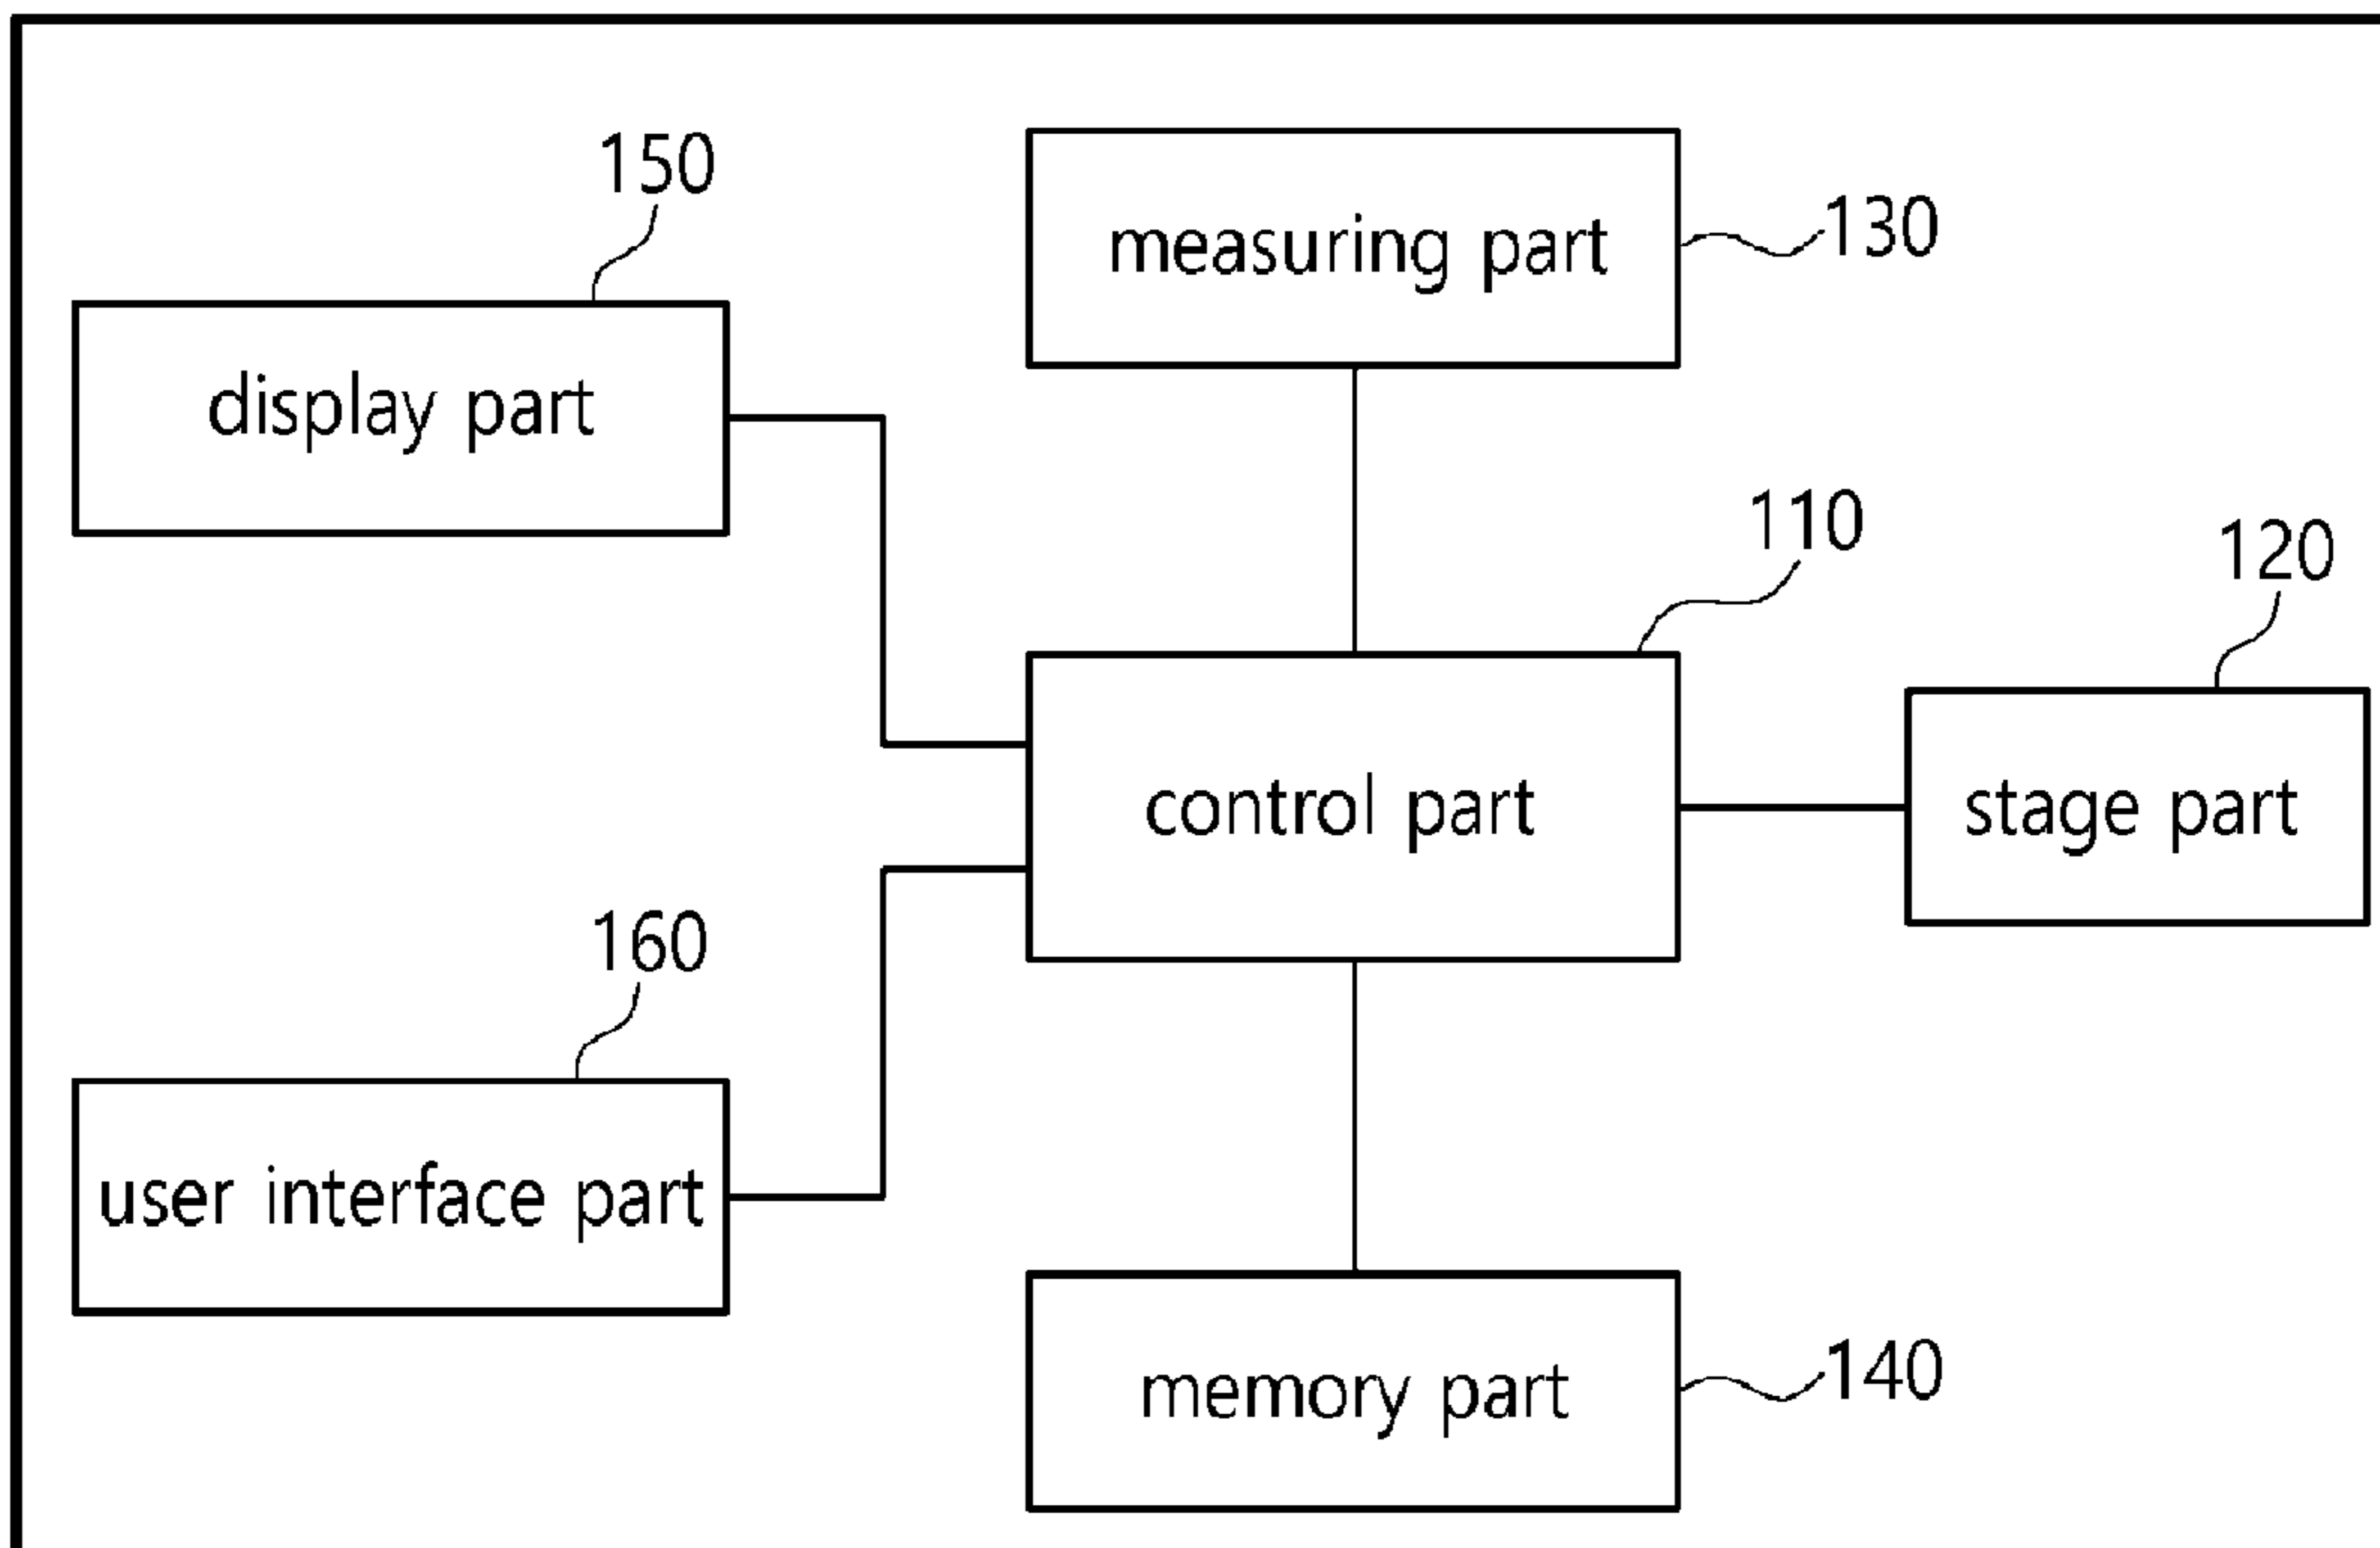 150
measuring part
130
display part
110
120
control part
stage part
160
user interface part
memory part
140